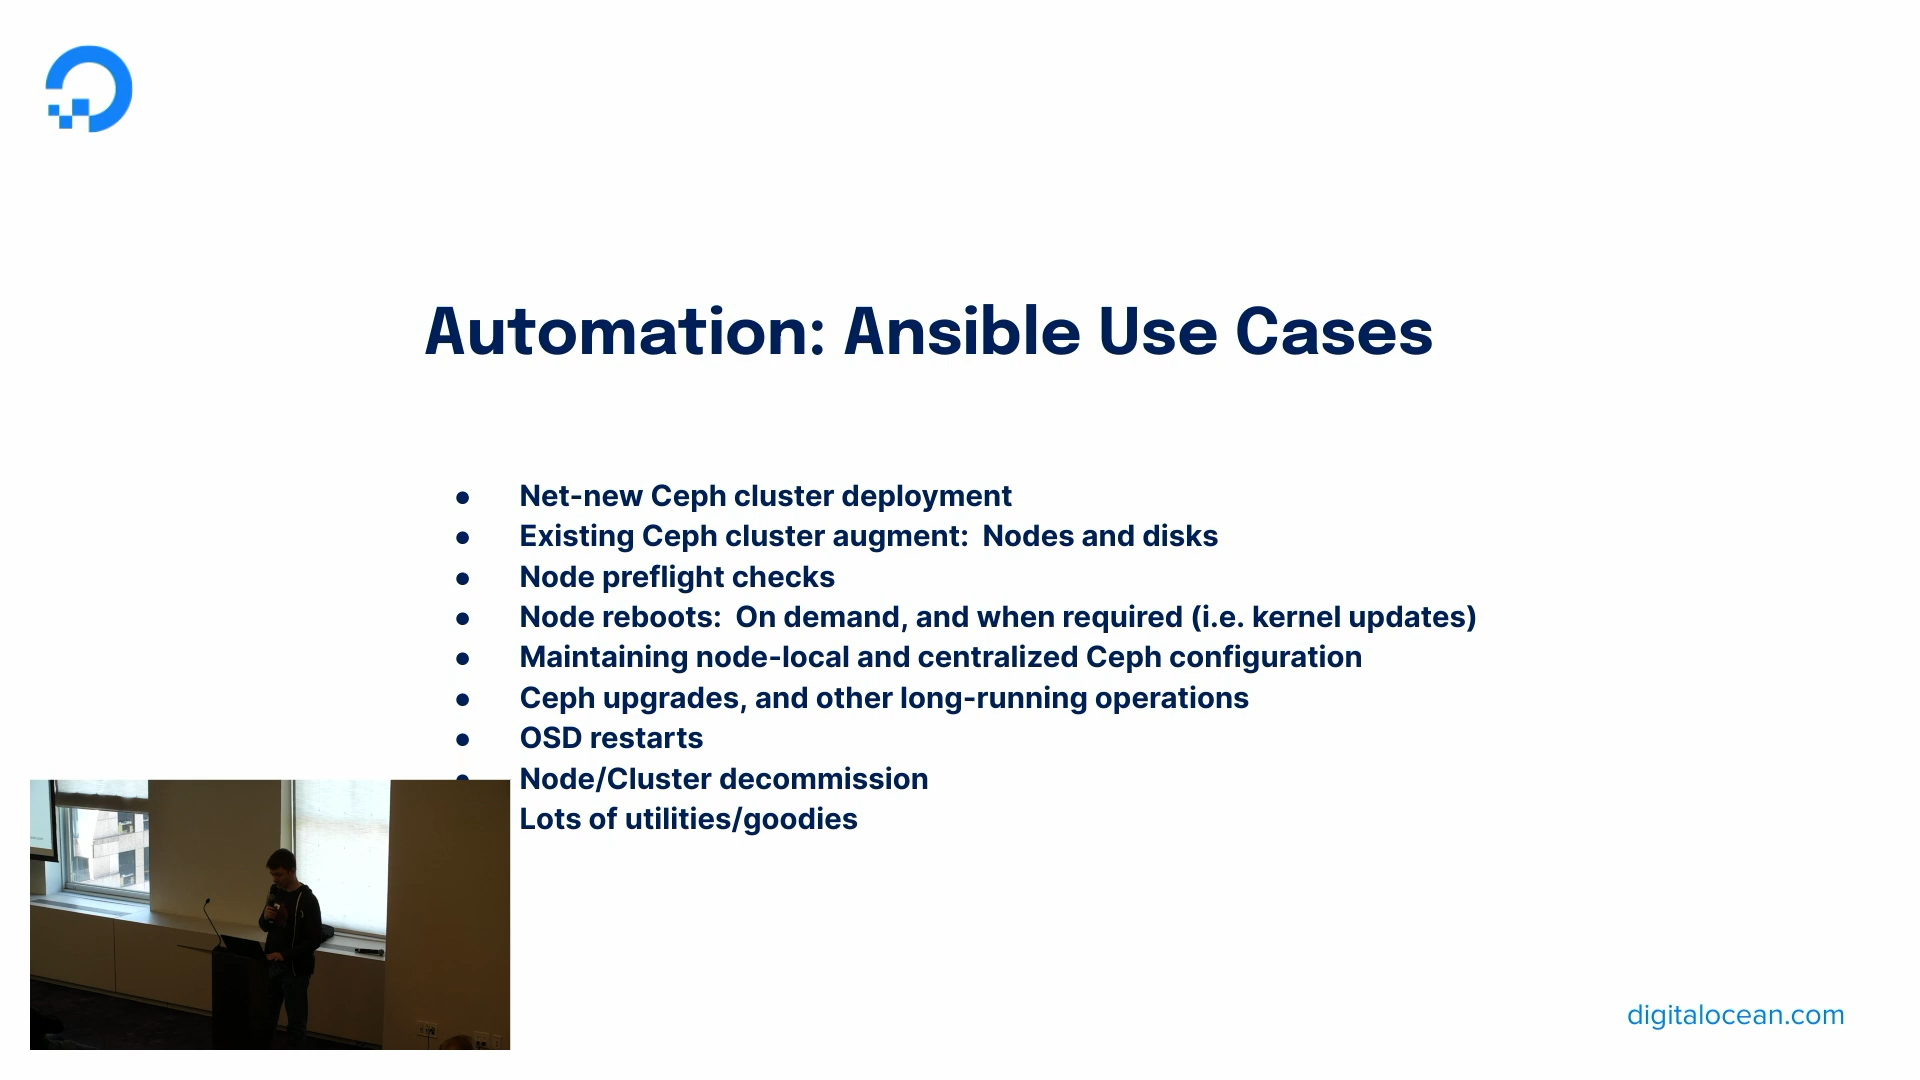 Automation: Ansible Use Cases
● Net-new Ceph cluster deployment
● Existing Ceph cluster augment:  Nodes and disks
● Node preflight checks
● Node reboots:  On demand, and when required (i.e. kernel updates)
● Maintaining node-local and centralized Ceph configuration
● Ceph upgrades, and other long-running operations
● OSD restarts
● Node/Cluster decommission
Lots of utilities/goodies
digitalocean.com